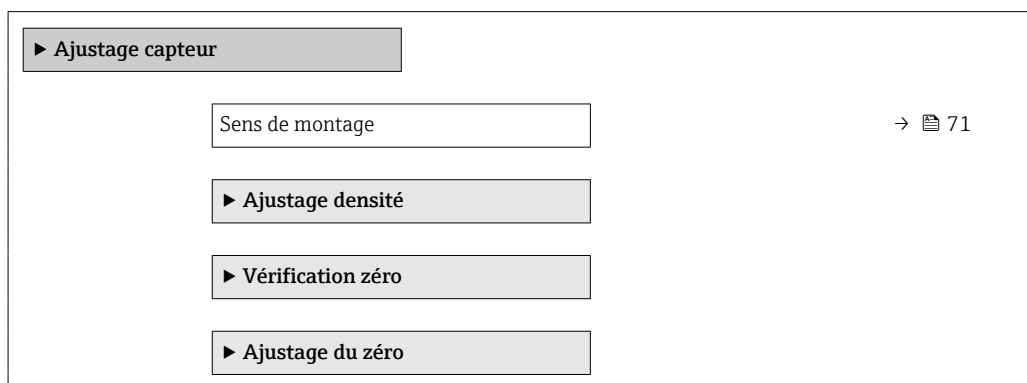 ▶ Ajustage capteur
Sens de montage → 🖺 71
▶ Ajustage densité
▶ Vérification zéro
▶ Ajustage du zéro